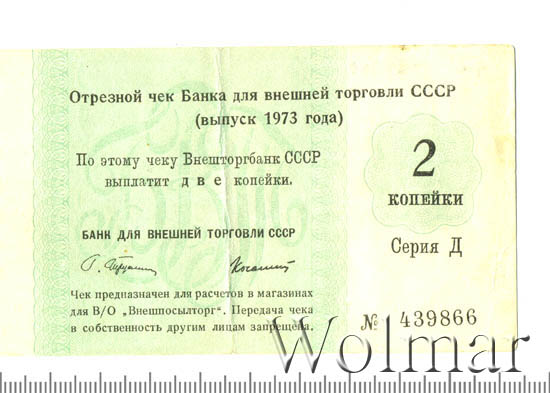 Отрезной чек Банка для внешней торговли СССР
(выпуск 1973 года)
По этому чеку Внешторгбанк СССР
выплатит две копейки.
2
КОПЕЙКИ
БАНК ДЛЯ ВНЕШНЕЙ ТОРГОВЛИ СССР
Серия Д
Чек предназначен для расчетов в магазинах
для В/О „Внешпосылторг". Передача чека
в собственность другим лицам запрещена.
№ 439866
Wolmar